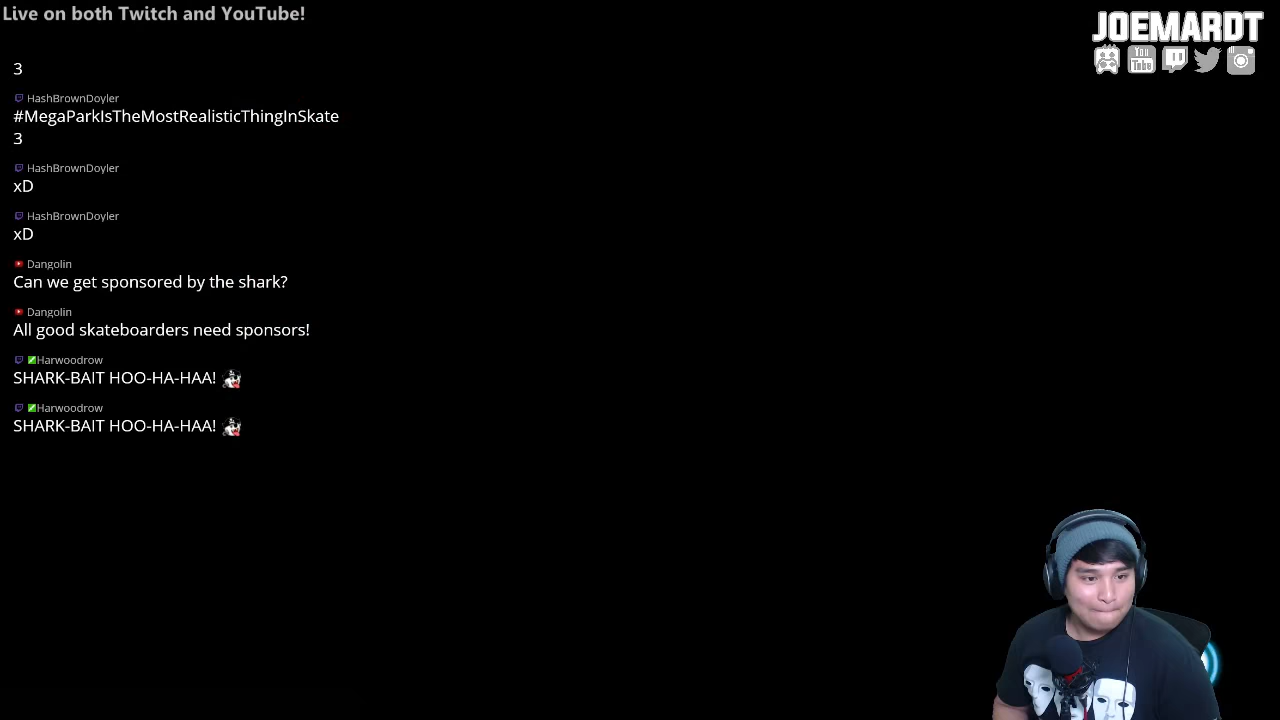 Live on both Twitch and YouTube!
JOEMARDT
You
Tube
3
HashBrownDoyler
#MegaParkIsTheMostRealisticThingInSkate
3
HashBrownDoyler
xD
HashBrownDoyler
xD
Dangolin
Can we get sponsored by the shark?
Dangolin
All good skateboarders need sponsors!
Harwoodrow
SHARK-BAIT HOO-HA-HAA!
Harwoodrow
SHARK-BAIT HOO-HA-HAA!